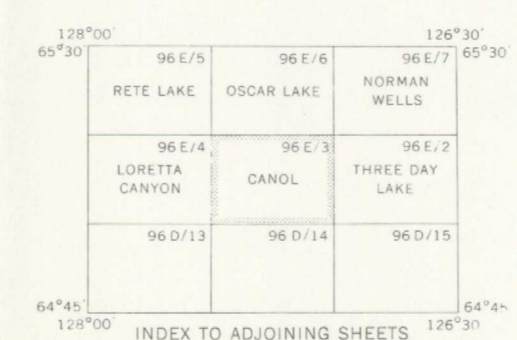 128°00' 126°30'
65°30' 65°30'
96 E/5 96 E/6 96 E/7
RETE LAKE OSCAR LAKE NORMAN
WELLS
96 E/4 96 E/3 96 E/2
LORETTA CANOL THREE DAY
CANYON LAKE
96 D/13 96 D/14 96 D/15
64°45' 64°45'
128°00' 126°30'
INDEX TO ADJOINING SHEETS